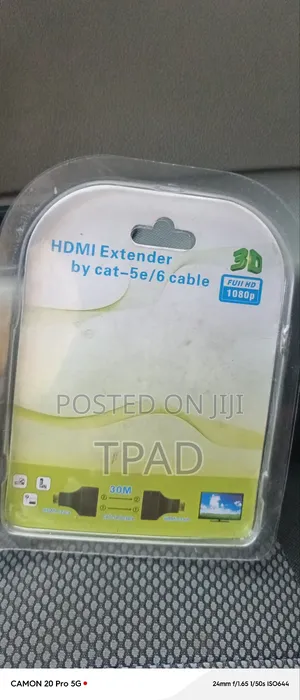 HDMI Extender
by cat-5e/6 cable
3D
FUll HD
1080p
POSTED ON JIJI
TPAD
30M
CAMON 20 Pro 5G
24mm f/1.65 1/50s ISO644